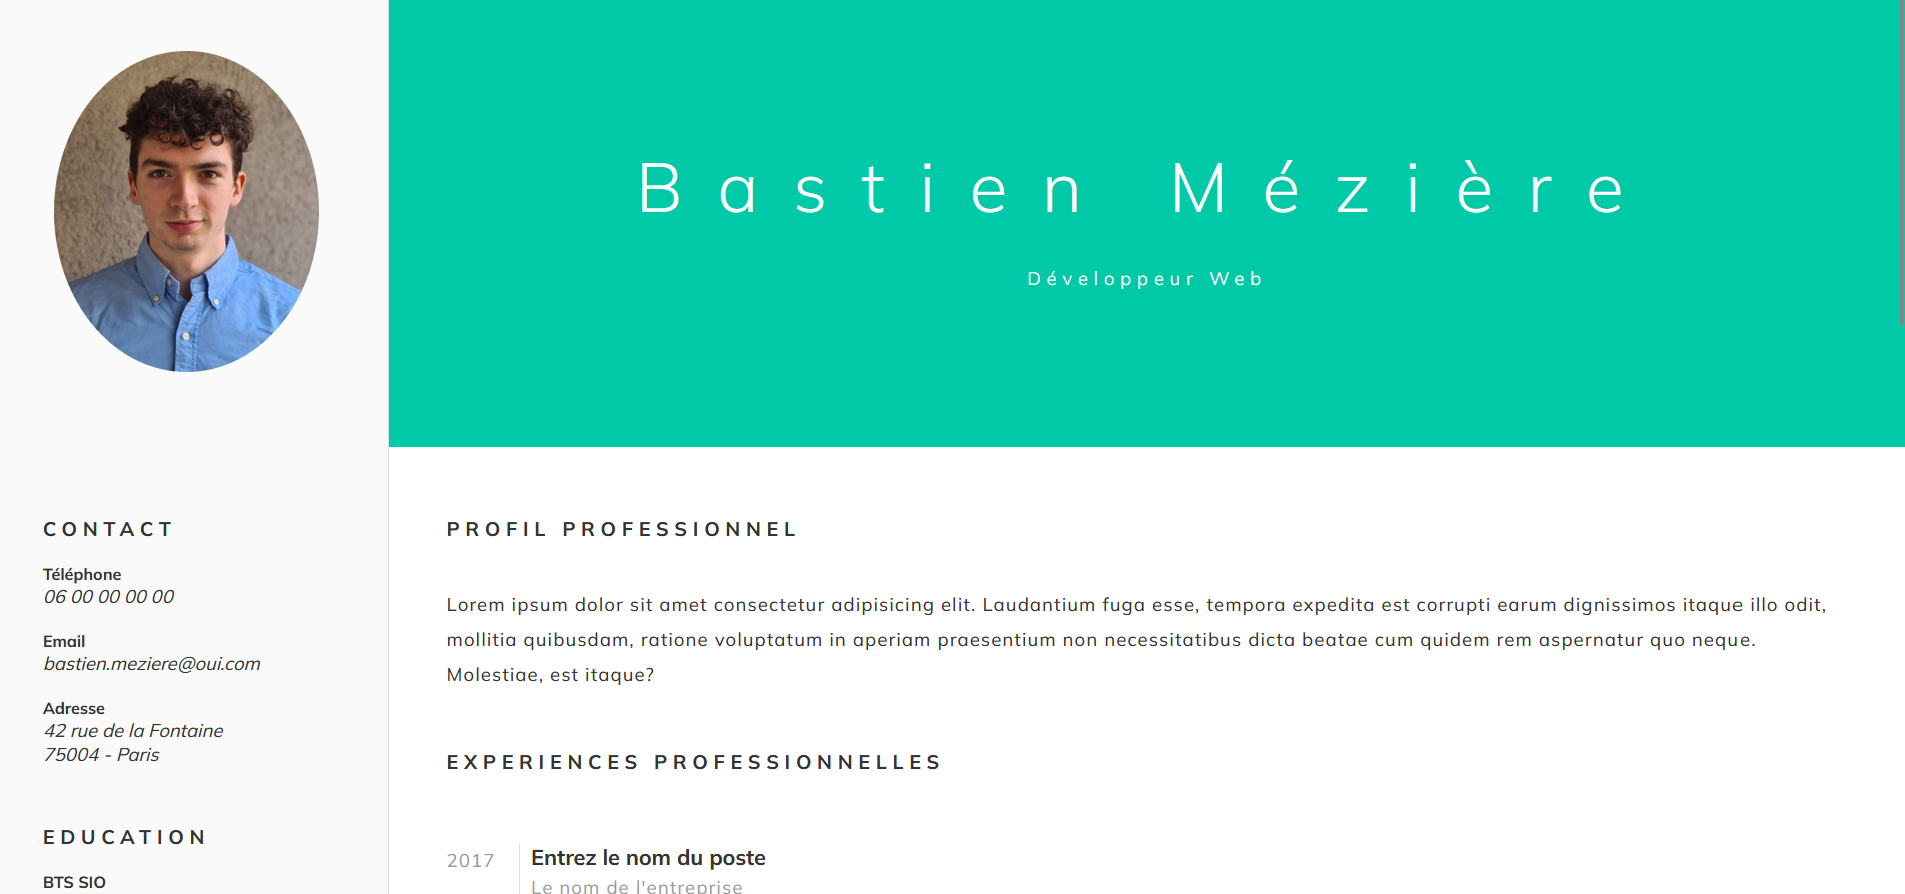 Bastien Mézière
Développeur Web
CONTACT
Téléphone
06 00 00 00 00
Email
bastien.meziere@oui.com
Adresse
42 rue de la Fontaine
75004 - Paris
EDUCATION
BTS SIO
PROFIL PROFESSIONNEL
Lorem ipsum dolor sit amet consectetur adipisicing elit. Laudantium fuga esse, tempora expedita est corrupti earum dignissimos itaque illo odit,
mollitia quibusdam, ratione voluptatum in aperiam praesentium non necessitatibus dicta beatae cum quidem rem aspernatur quo neque.
Molestiae, est itaque?
EXPERIENCES PROFESSIONNELLES
2017
Entrez le nom du poste
Le nom de l'entreprise